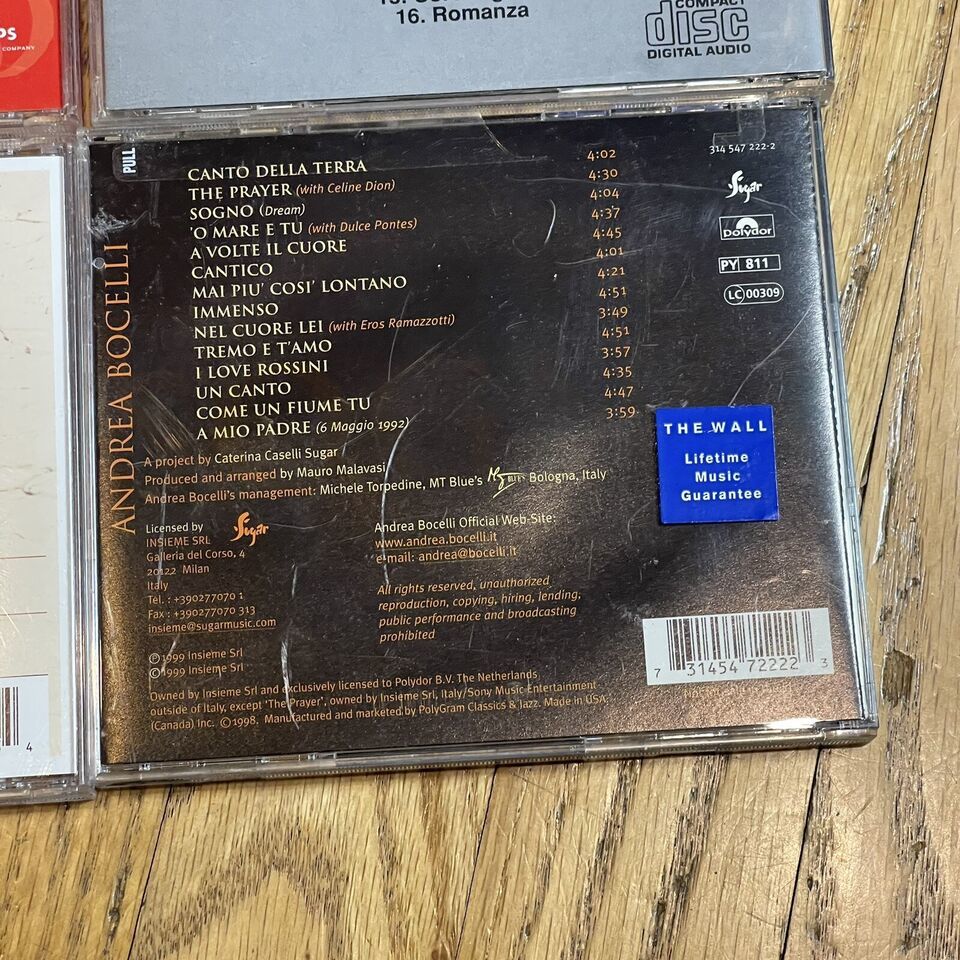 PS
COMPANY
16. Romanza
COMPACT
disc
DIGITAL AUDIO
PULL
ANDREA BOCELLI
CANTO DELLA TERRA 4:02
THE PRAYER (with Celine Dion) 4:30
SOGNO (Dream) 4:04
'O MARE E TU (with Dulce Pontes) 4:37
A VOLTE IL CUORE 4:45
CANTICO 4:01
MAI PIU' COSI' LONTANO 4:21
IMMENSO 4:51
NEL CUORE LEI (with Eros Ramazzotti) 3:49
TREMO E T'AMO 4:51
I LOVE ROSSINI 3:57
UN CANTO 4:35
COME UN FIUME TU 4:47
A MIO PADRE (6 Maggio 1992) 3:59
314 547 222-2
Sugar
Polydor
PY 811
LC 00309
THE WALL
Lifetime
Music
Guarantee
A project by Caterina Caselli Sugar
Produced and arranged by Mauro Malavasi
Andrea Bocelli's management: Michele Torpedine, MT Blue's Bologna, Italy
Licensed by
INSIEME SRL
Galleria del Corso, 4
20122 Milan
Italy
Tel. : +390277070 1
Fax : +390277070 313
insieme@sugarmusic.com
Sugar
Andrea Bocelli Official Web-Site:
www.andrea.bocelli.it
e-mail: andrea@bocelli.it
All rights reserved, unauthorized
reproduction, copying, hiring, lending,
public performance and broadcasting
prohibited
℗1999 Insieme Srl
©1999 Insieme Srl
Owned by Insieme Srl and exclusively licensed to Polydor B.V. The Netherlands
outside of Italy, except 'The Prayer', owned by Insieme Srl, Italy/Sony Music Entertainment
(Canada) Inc. ©1998. Manufactured and marketed by PolyGram Classics & Jazz. Made in USA.
7 31454 72222 3
4